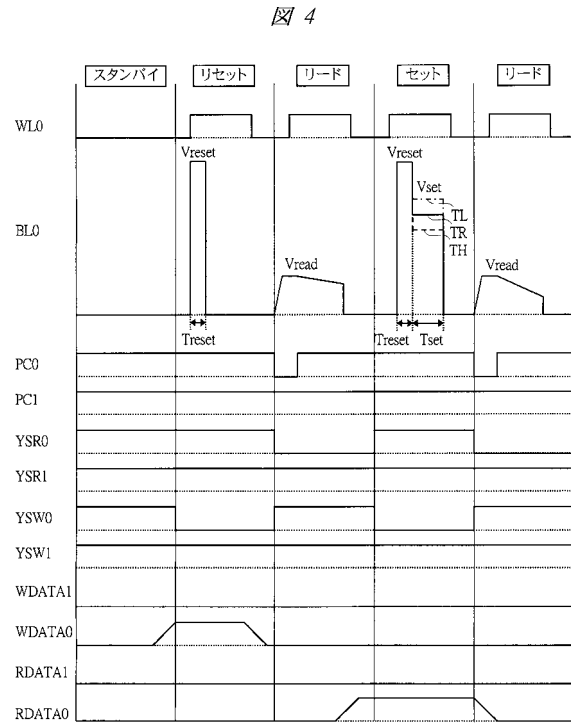 図 4
スタンバイ リセット リード セット リード
WL0
Vreset Vreset
Vset
TL
BL0
TR
TH
Vread Vread
Treset Treset Tset
PC0
PC1
YSR0
YSR1
YSW0
YSW1
WDATA1
WDATA0
RDATA1
RDATA0